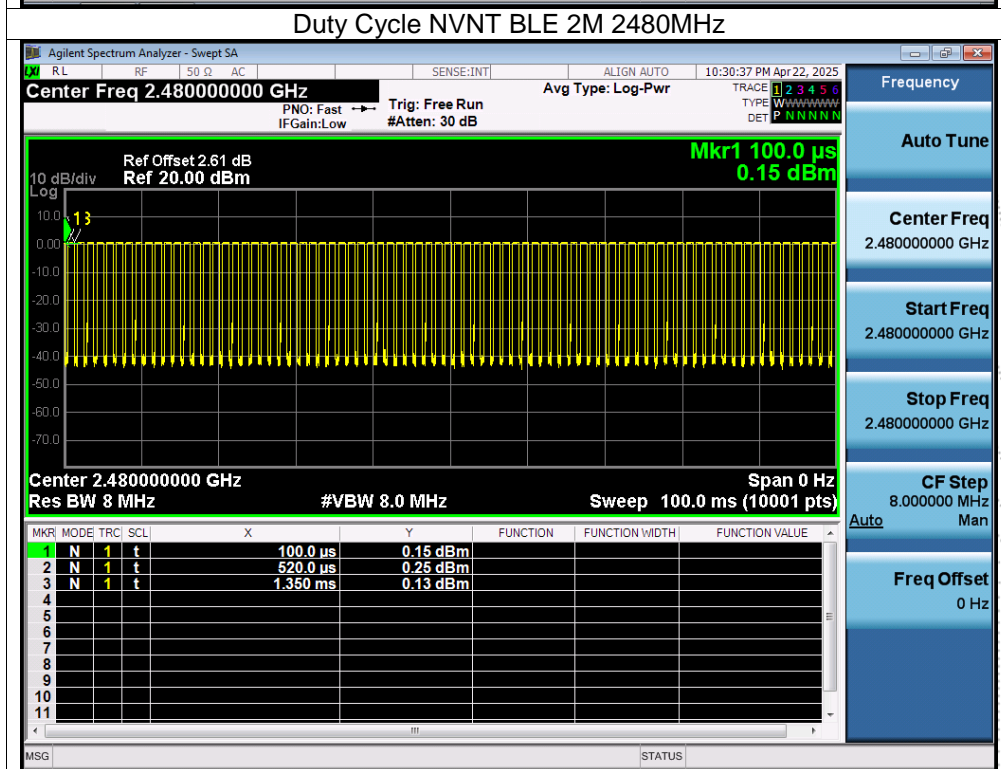 Duty Cycle NVNT BLE 2M 2480MHz
Agilent Spectrum Analyzer - Swept SA
LXI RL RF 50 Ω AC SENSE:INT ALIGN AUTO 10:30:37 PM Apr 22, 2025
Center Freq 2.480000000 GHz
PNO: Fast
IFGain:Low
Trig: Free Run
#Atten: 30 dB
Avg Type: Log-Pwr
TRACE 1 2 3 4 5 6
TYPE WWWWWW
DET P N N N N N
Ref Offset 2.61 dB
10 dB/div Ref 20.00 dBm
Log
Mkr1 100.0 µs
0.15 dBm
10.0
0.00
-10.0
-20.0
-30.0
-40.0
-50.0
-60.0
-70.0
1 3
Center 2.480000000 GHz Span 0 Hz
Res BW 8 MHz #VBW 8.0 MHz Sweep 100.0 ms (10001 pts)
MKR MODE TRC SCL X Y FUNCTION FUNCTION WIDTH FUNCTION VALUE
1 N 1 t 100.0 µs 0.15 dBm
2 N 1 t 520.0 µs 0.25 dBm
3 N 1 t 1.350 ms 0.13 dBm
4
5
6
7
8
9
10
11
MSG STATUS
Frequency
Auto Tune
Center Freq
2.480000000 GHz
Start Freq
2.480000000 GHz
Stop Freq
2.480000000 GHz
CF Step
8.000000 MHz
Auto Man
Freq Offset
0 Hz